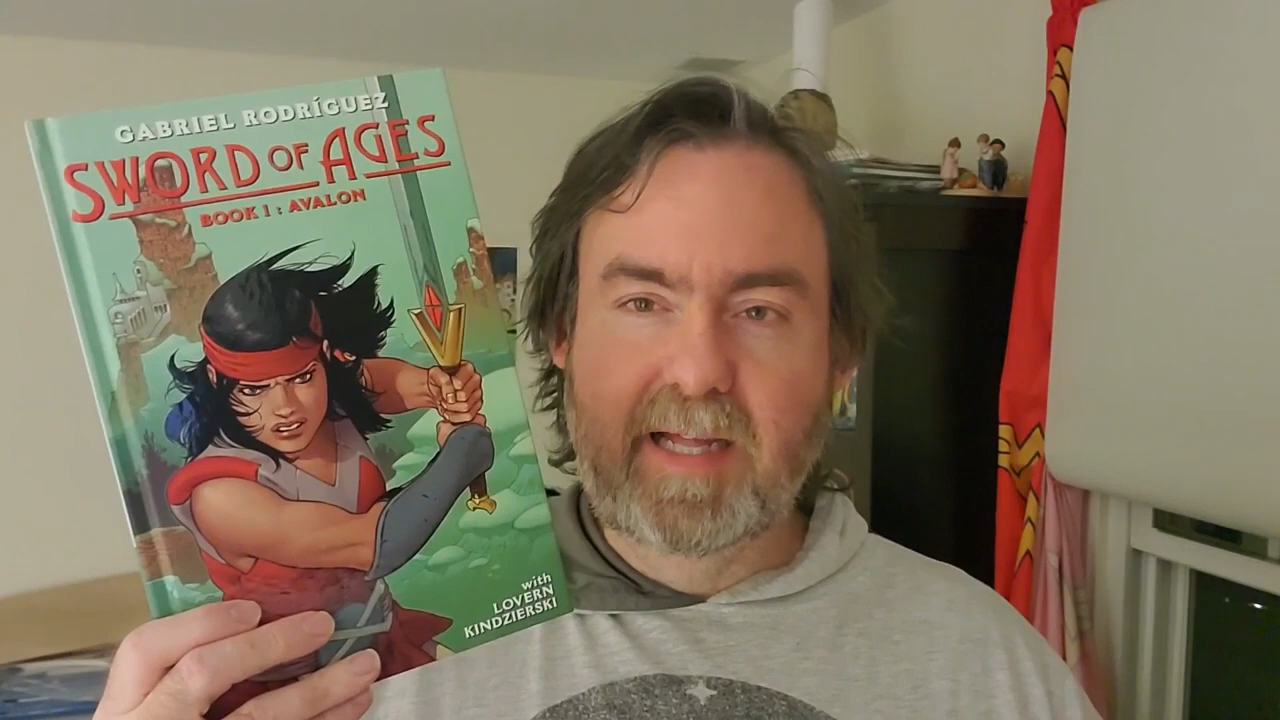 GABRIEL RODRÍGUEZ
SWORD OF AGES
BOOK 1 : AVALON
with
LOVERN
KINDZIERSKI